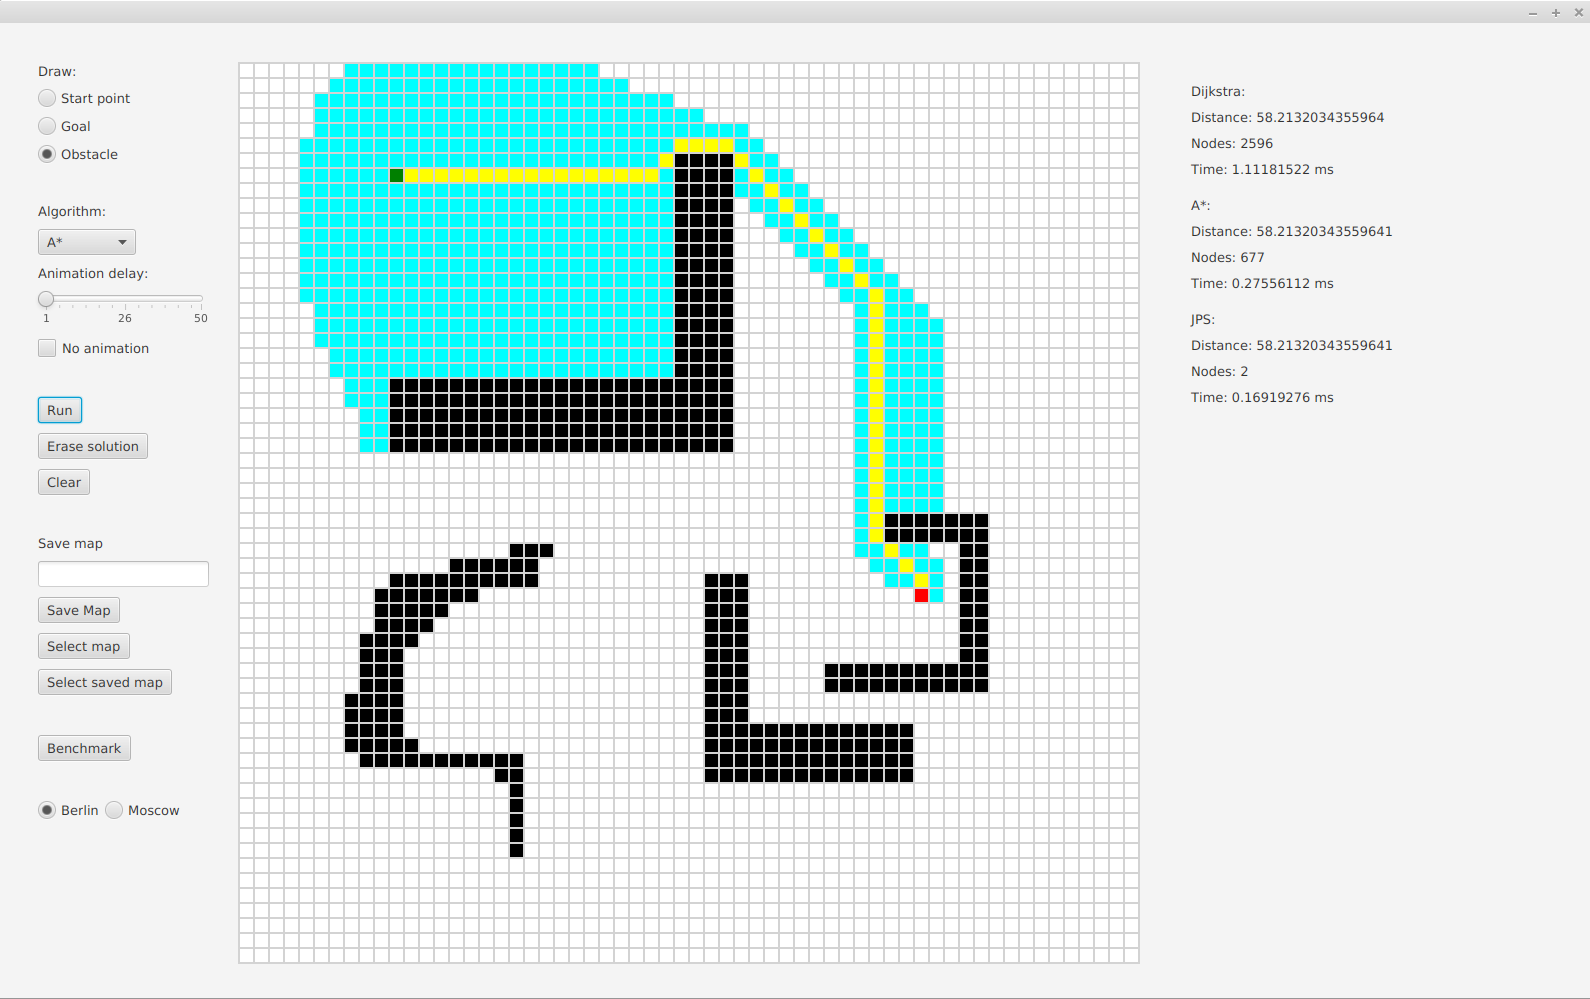 Draw:
Start point
Goal
Obstacle
Algorithm:
A*
Animation delay:
1 26 50
No animation
Run
Erase solution
Clear
Save map
Save Map
Select map
Select saved map
Benchmark
Berlin Moscow
Dijkstra:
Distance: 58.2132034355964
Nodes: 2596
Time: 1.11181522 ms
A*:
Distance: 58.21320343559641
Nodes: 677
Time: 0.27556112 ms
JPS:
Distance: 58.21320343559641
Nodes: 2
Time: 0.16919276 ms